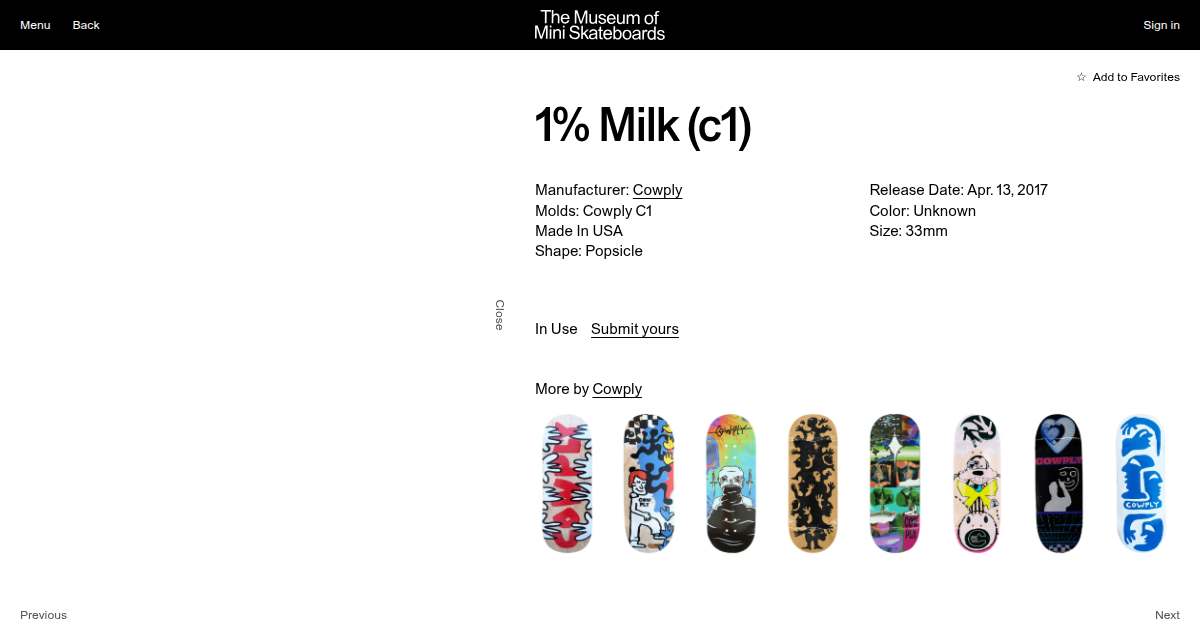 Menu
Back
The Museum of
Mini Skateboards
Sign in
☆ Add to Favorites
1% Milk (c1)
Manufacturer: Cowply
Molds: Cowply C1
Made In USA
Shape: Popsicle
Release Date: Apr. 13, 2017
Color: Unknown
Size: 33mm
Close
In Use
Submit yours
More by Cowply
COWPLY
COWPLY
Previous
Next